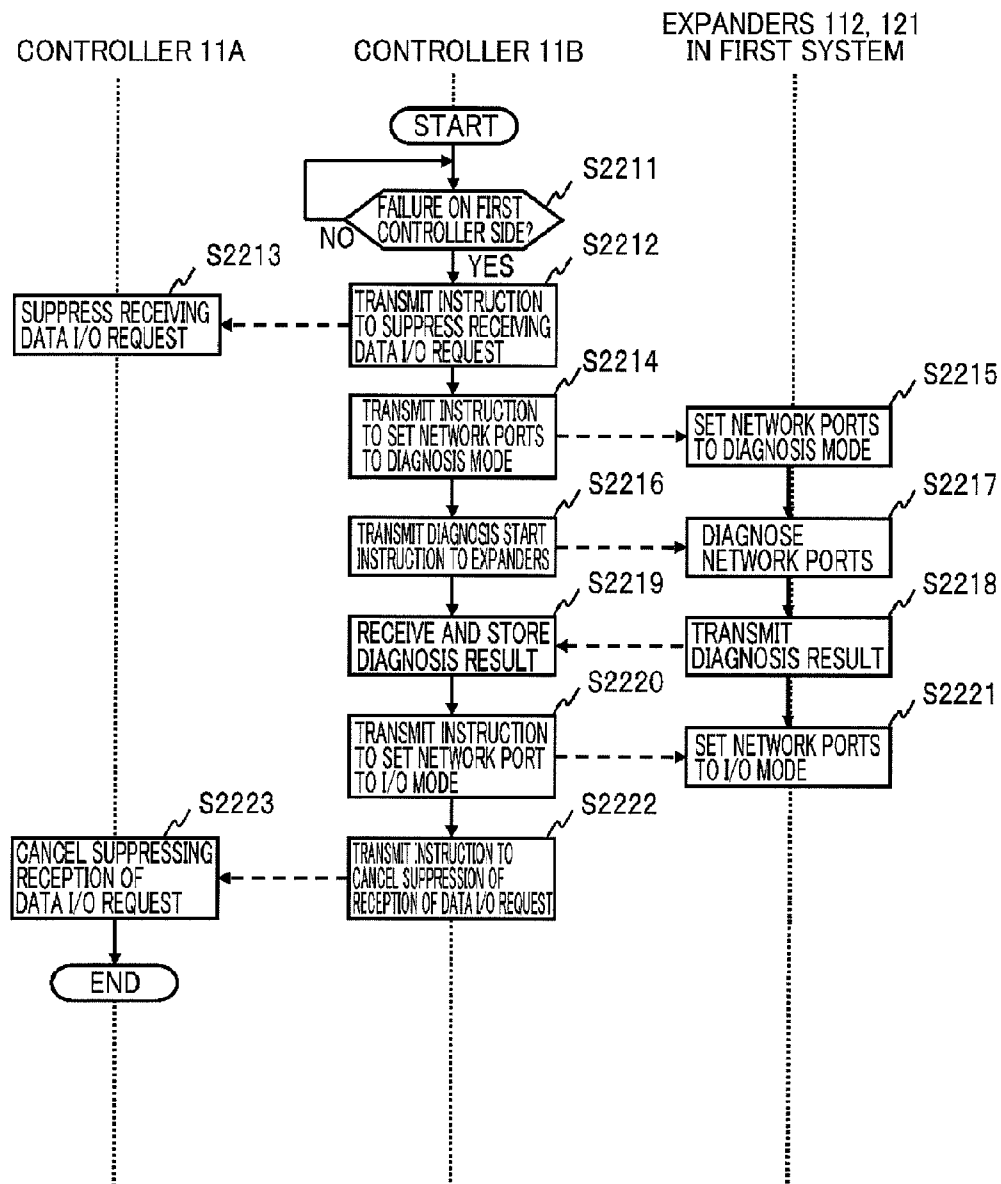 CONTROLLER 11A
CONTROLLER 11B
EXPANDERS 112, 121
IN FIRST SYSTEM
START
S2211
FAILURE ON FIRST
CONTROLLER SIDE?
NO
YES
S2212
TRANSMIT INSTRUCTION
TO SUPPRESS RECEIVING
DATA I/O REQUEST
S2213
SUPPRESS RECEIVING
DATA I/O REQUEST
S2214
TRANSMIT INSTRUCTION
TO SET NETWORK PORTS
TO DIAGNOSIS MODE
S2215
SET NETWORK PORTS
TO DIAGNOSIS MODE
S2216
TRANSMIT DIAGNOSIS START
INSTRUCTION TO EXPANDERS
S2217
DIAGNOSE
NETWORK PORTS
S2219
RECEIVE AND STORE
DIAGNOSIS RESULT
S2218
TRANSMIT
DIAGNOSIS RESULT
S2220
TRANSMIT INSTRUCTION
TO SET NETWORK PORT
TO I/O MODE
S2221
SET NETWORK PORTS
TO I/O MODE
S2222
TRANSMIT INSTRUCTION TO
CANCEL SUPPRESSION OF
RECEPTION OF DATA I/O REQUEST
S2223
CANCEL SUPPRESSING
RECEPTION OF
DATA I/O REQUEST
END